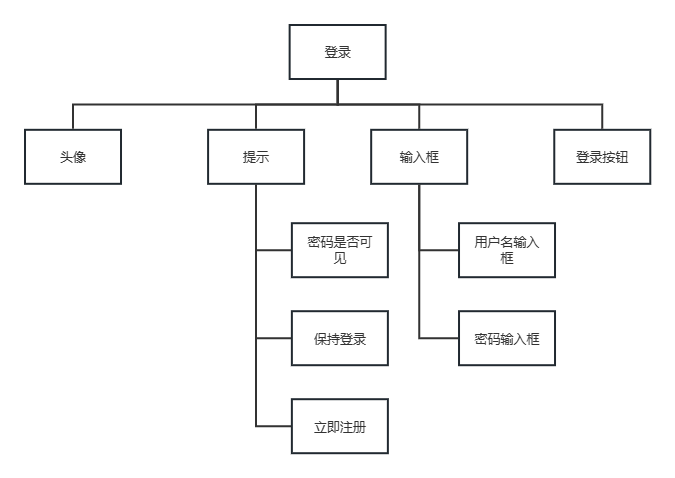 登录
头像
提示
输入框
登录按钮
密码是否可
见
用户名输入
框
保持登录
密码输入框
立即注册